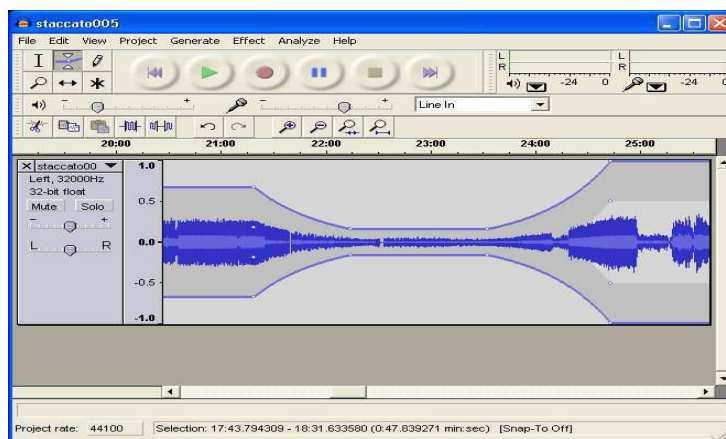 staccato005
File Edit View Project Generate Effect Analyze Help
L
R
-24 0
L
R
-24 0
- +
- +
Line In
20:00 21:00 22:00 23:00 24:00 25:00
X staccato00
Left, 32000Hz
32-bit float
Mute Solo
- +
L R
1.0
0.5
0.0
-0.5
-1.0
Project rate: 44100 Selection: 17:43.794309 - 18:31.633580 (0:47.839271 min:sec) [Snap-To Off]